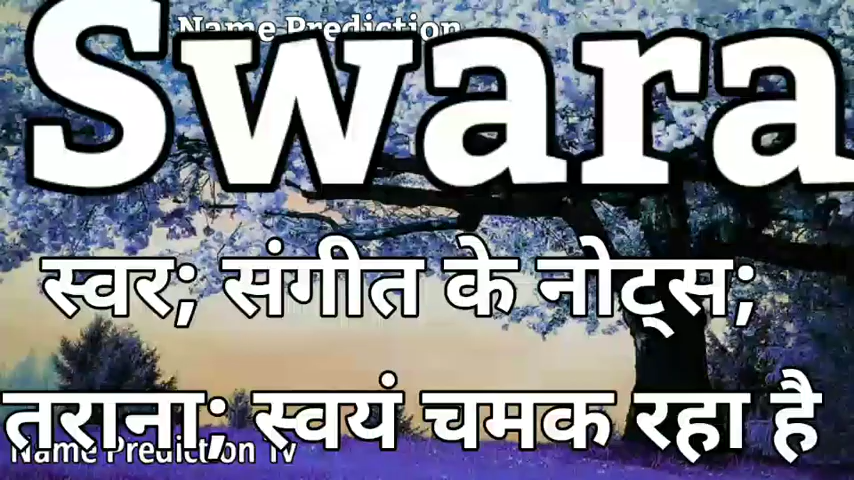 Name Prediction
Swara
स्वर; संगीत के नोट्स;
तराना; स्वयं चमक रहा है
Name Prediction Tv